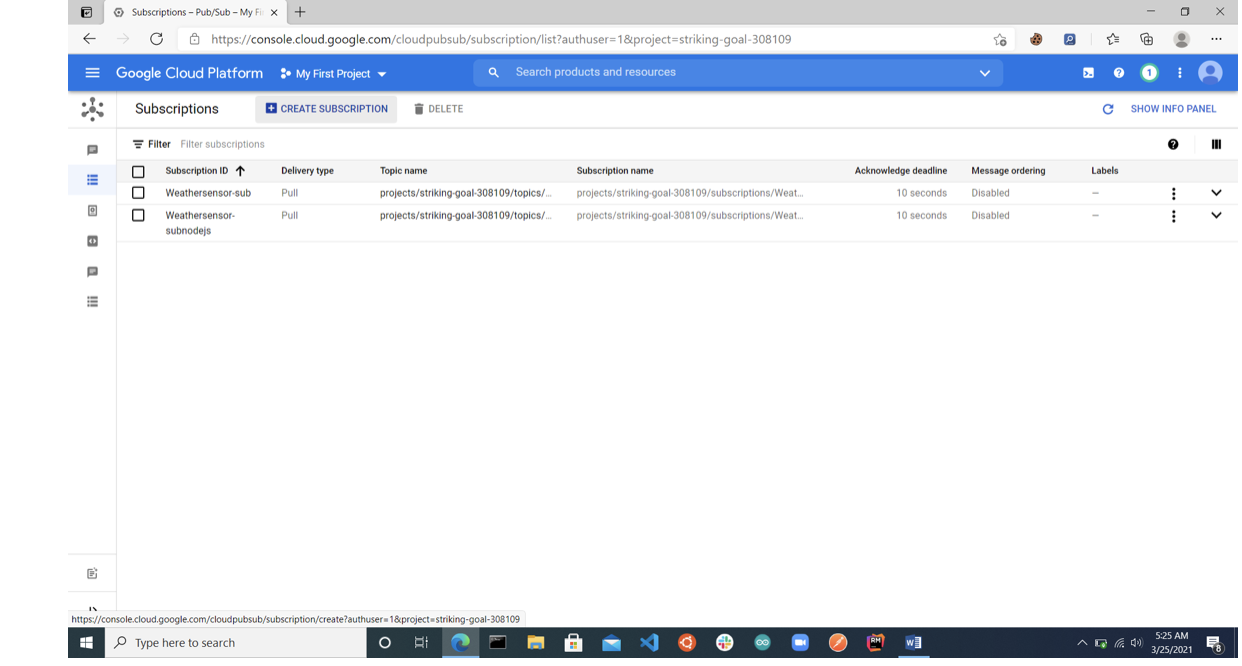 Subscriptions – Pub/Sub – My Fi
https://console.cloud.google.com/cloudpubsub/subscription/list?authuser=1&project=striking-goal-308109
Google Cloud Platform My First Project Search products and resources 1
Subscriptions CREATE SUBSCRIPTION DELETE SHOW INFO PANEL
Filter Filter subscriptions
Subscription ID Delivery type Topic name Subscription name Acknowledge deadline Message ordering Labels
Weathersensor-sub Pull projects/striking-goal-308109/topics/... projects/striking-goal-308109/subscriptions/Weat... 10 seconds Disabled –
Weathersensor- Pull projects/striking-goal-308109/topics/... projects/striking-goal-308109/subscriptions/Weat... 10 seconds Disabled –
subnodejs
https://console.cloud.google.com/cloudpubsub/subscription/create?authuser=1&project=striking-goal-308109
Type here to search
5:25 AM
3/25/2021
8